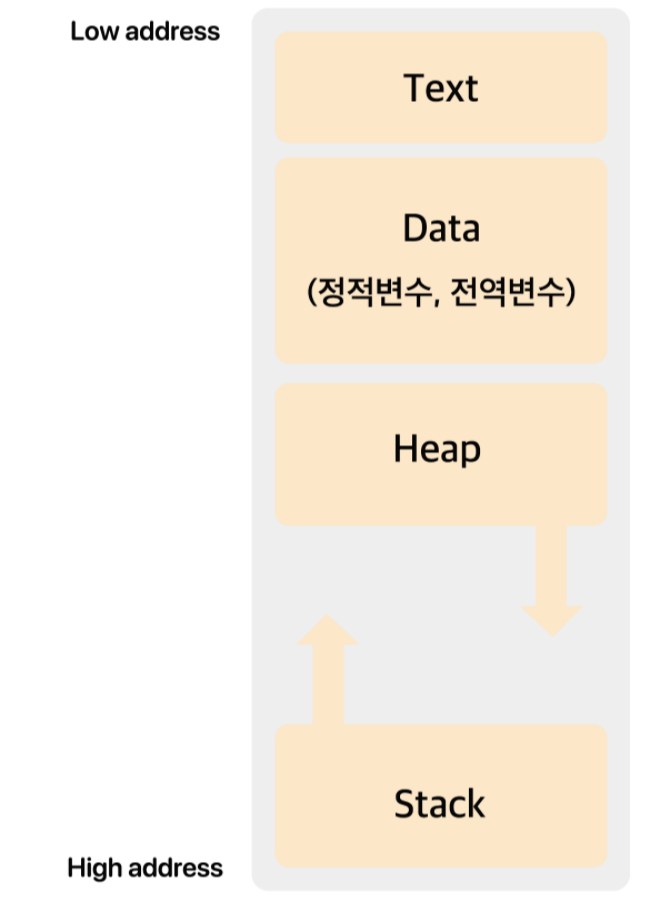 Low address
Text
Data
(정적변수, 전역변수)
Heap
Stack
High address